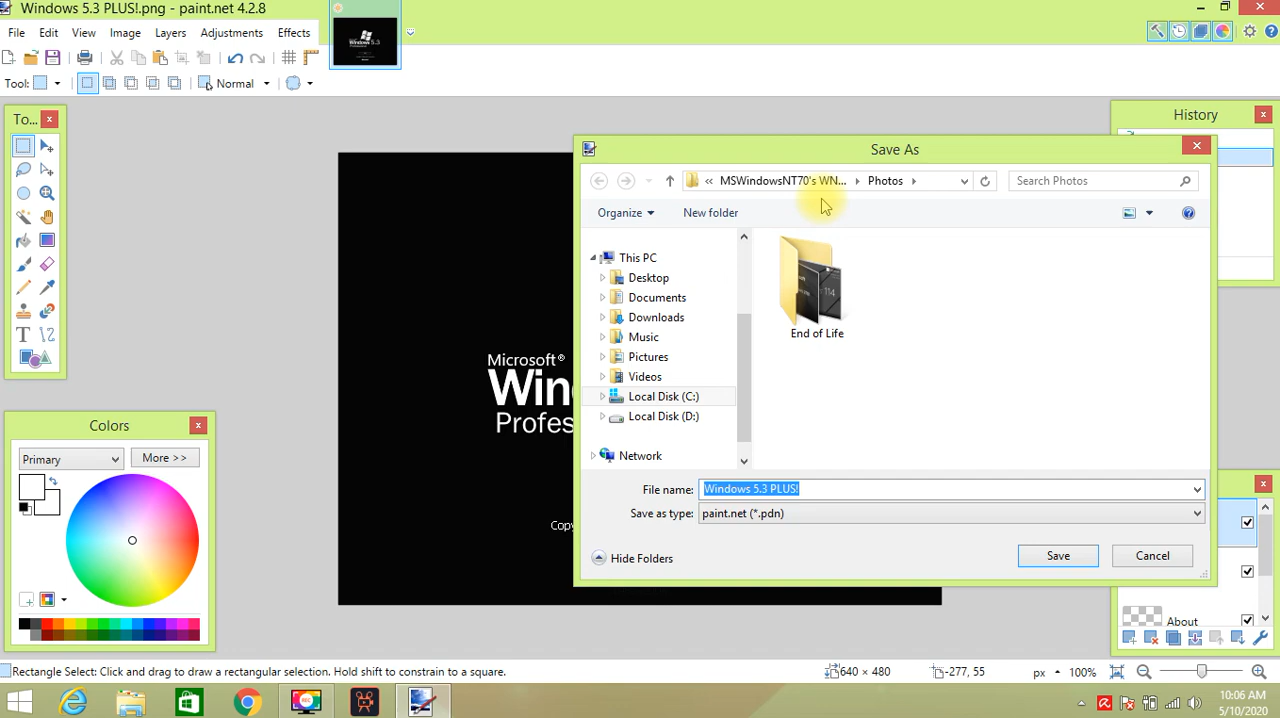 Windows 5.3 PLUS!.png - paint.net 4.2.8
File Edit View Image Layers Adjustments Effects
Windows 5.3
Tool: Normal
To...
History
Save As
« MSWindowsNT70's WN... Photos
Search Photos
Organize New folder
This PC
Desktop
Documents
Downloads
Music
Pictures
Videos
Local Disk (C:)
Local Disk (D:)
Network
114
End of Life
File name: Windows 5.3 PLUS!
Save as type: paint.net (*.pdn)
Hide Folders Save Cancel
Microsoft®
Win
Profes
Copy
Colors
Primary More >>
About
Rectangle Select: Click and drag to draw a rectangular selection. Hold shift to constrain to a square.
640 × 480 -277, 55 px 100%
REC
10:06 AM
5/10/2020